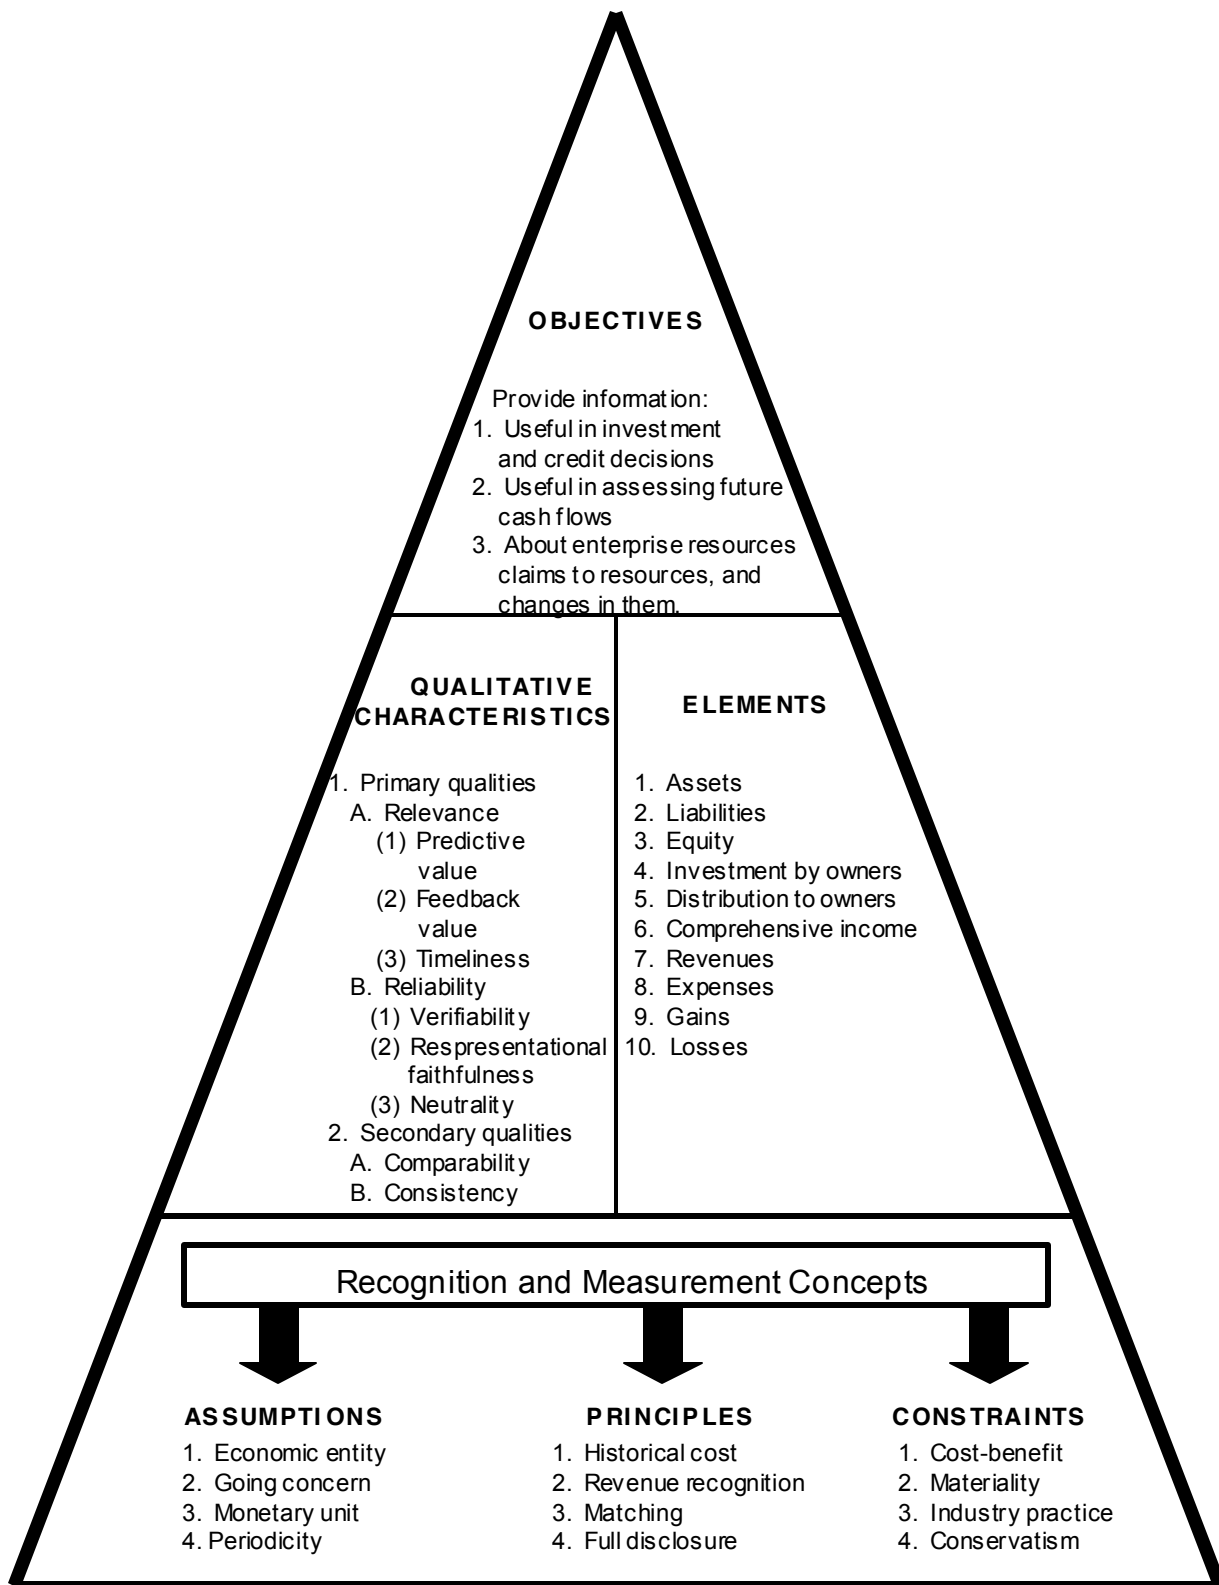 OBJECTIVES
Provide information:
1. Useful in investment
and credit decisions
2. Useful in assessing future
cash flows
3. About enterprise resources
claims to resources, and
changes in them.
QUALITATIVE
CHARACTERISTICS
1. Primary qualities
A. Relevance
(1) Predictive
value
(2) Feedback
value
(3) Timeliness
B. Reliability
(1) Verifiability
(2) Respresentational
faithfulness
(3) Neutrality
2. Secondary qualities
A. Comparability
B. Consistency
ELEMENTS
1. Assets
2. Liabilities
3. Equity
4. Investment by owners
5. Distribution to owners
6. Comprehensive income
7. Revenues
8. Expenses
9. Gains
10. Losses
Recognition and Measurement Concepts
ASSUMPTIONS
1. Economic entity
2. Going concern
3. Monetary unit
4. Periodicity
PRINCIPLES
1. Historical cost
2. Revenue recognition
3. Matching
4. Full disclosure
CONSTRAINTS
1. Cost-benefit
2. Materiality
3. Industry practice
4. Conservatism